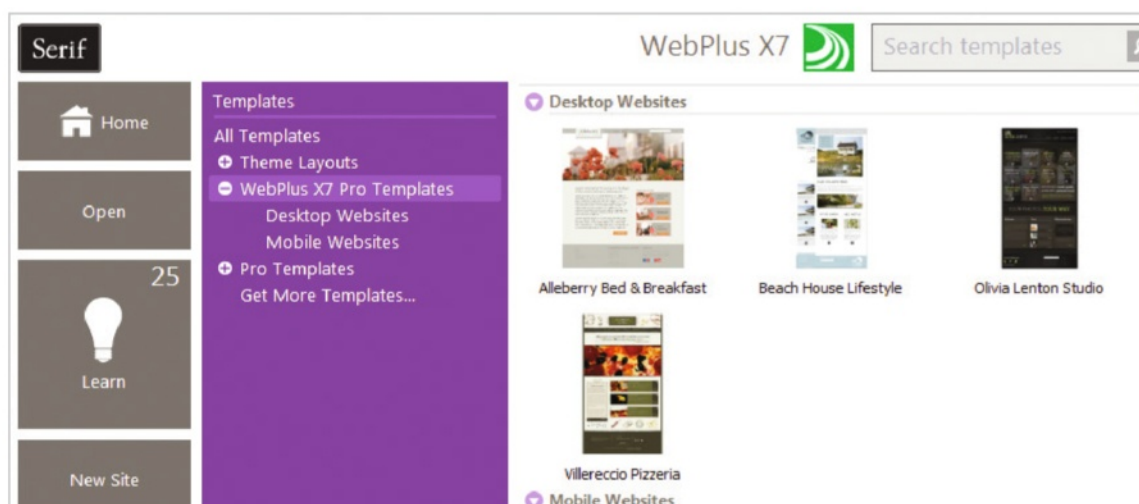 Serif
WebPlus X7
Search templates
Home
Open
25
Learn
New Site
Templates
All Templates
Theme Layouts
WebPlus X7 Pro Templates
Desktop Websites
Mobile Websites
Pro Templates
Get More Templates...
Desktop Websites
Alleberry Bed & Breakfast
Beach House Lifestyle
Olivia Lenton Studio
Villereccio Pizzeria
Mobile Websites